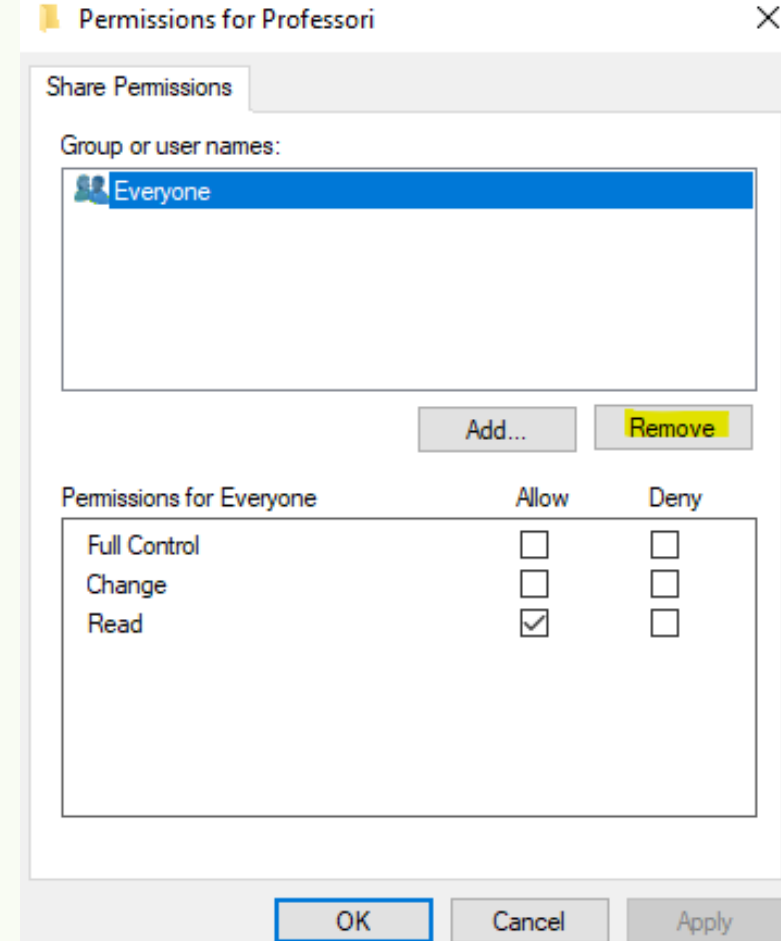 Permissions for Professori
Share Permissions
Group or user names:
Everyone
Add... Remove
Permissions for Everyone Allow Deny
Full Control
Change
Read
OK Cancel Apply